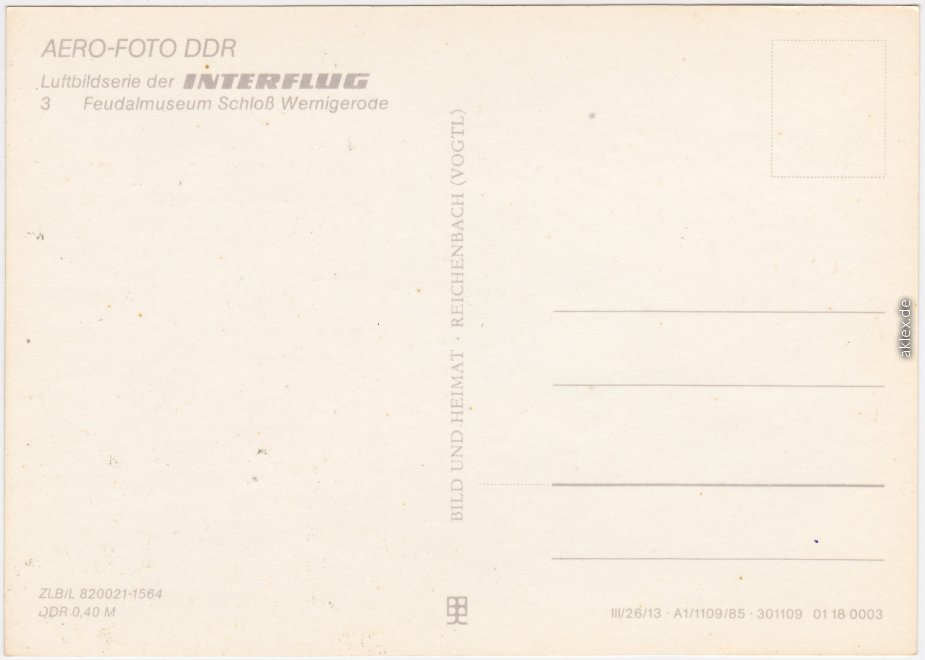 AERO-FOTO DDR
Luftbildserie der INTERFLUG
3 Feudalmuseum Schloß Wernigerode
BILD UND HEIMAT · REICHENBACH (VOGTL)
ZLB/L 820021-1564
DDR 0,40 M
III/26/13 · A1/1109/85 · 301109 01 18 0003
aklex.de